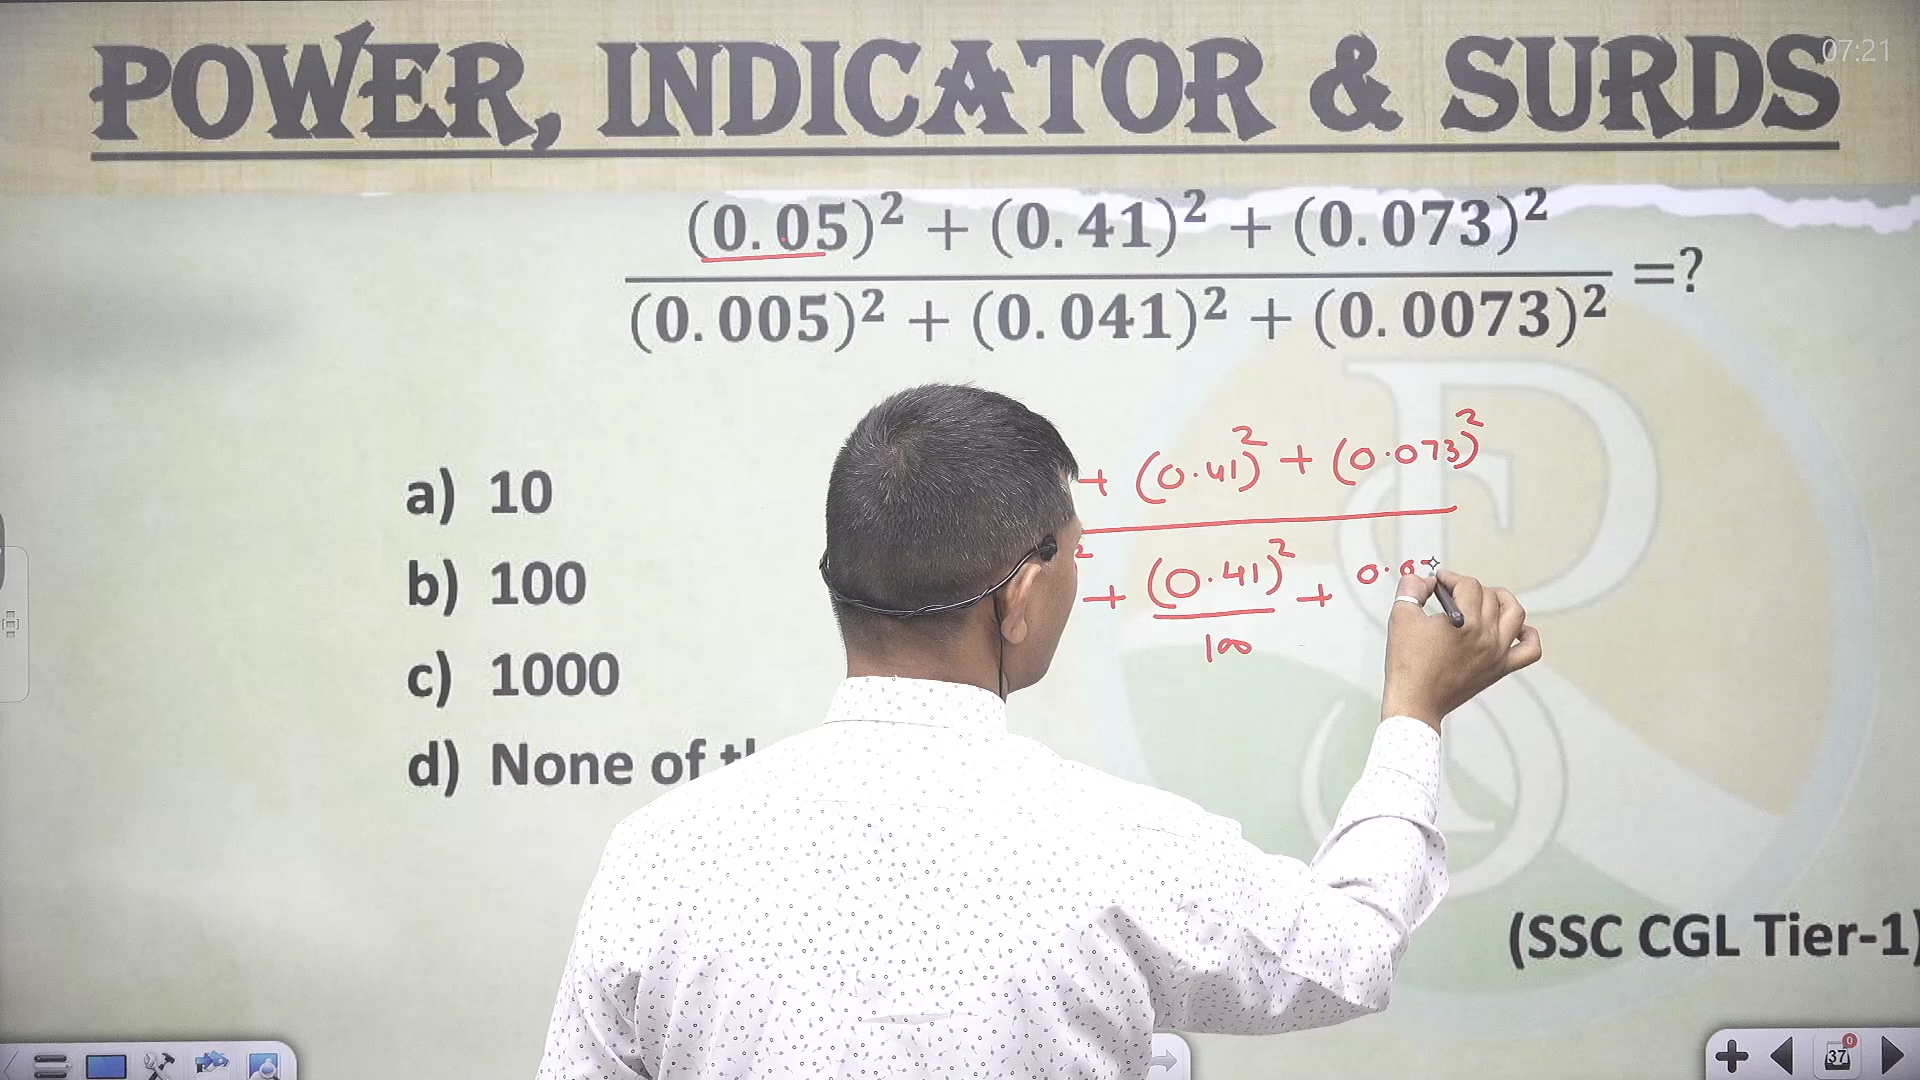 POWER, INDICATOR & SURDS
07:21
(0.05)² + (0.41)² + (0.073)²
(0.005)² + (0.041)² + (0.0073)²
=?
a) 10
b) 100
c) 1000
d) None of
+ (0.41)² + (0.073)²
² + (0.41)² + 0.0
100
(SSC CGL Tier-1)
37
0